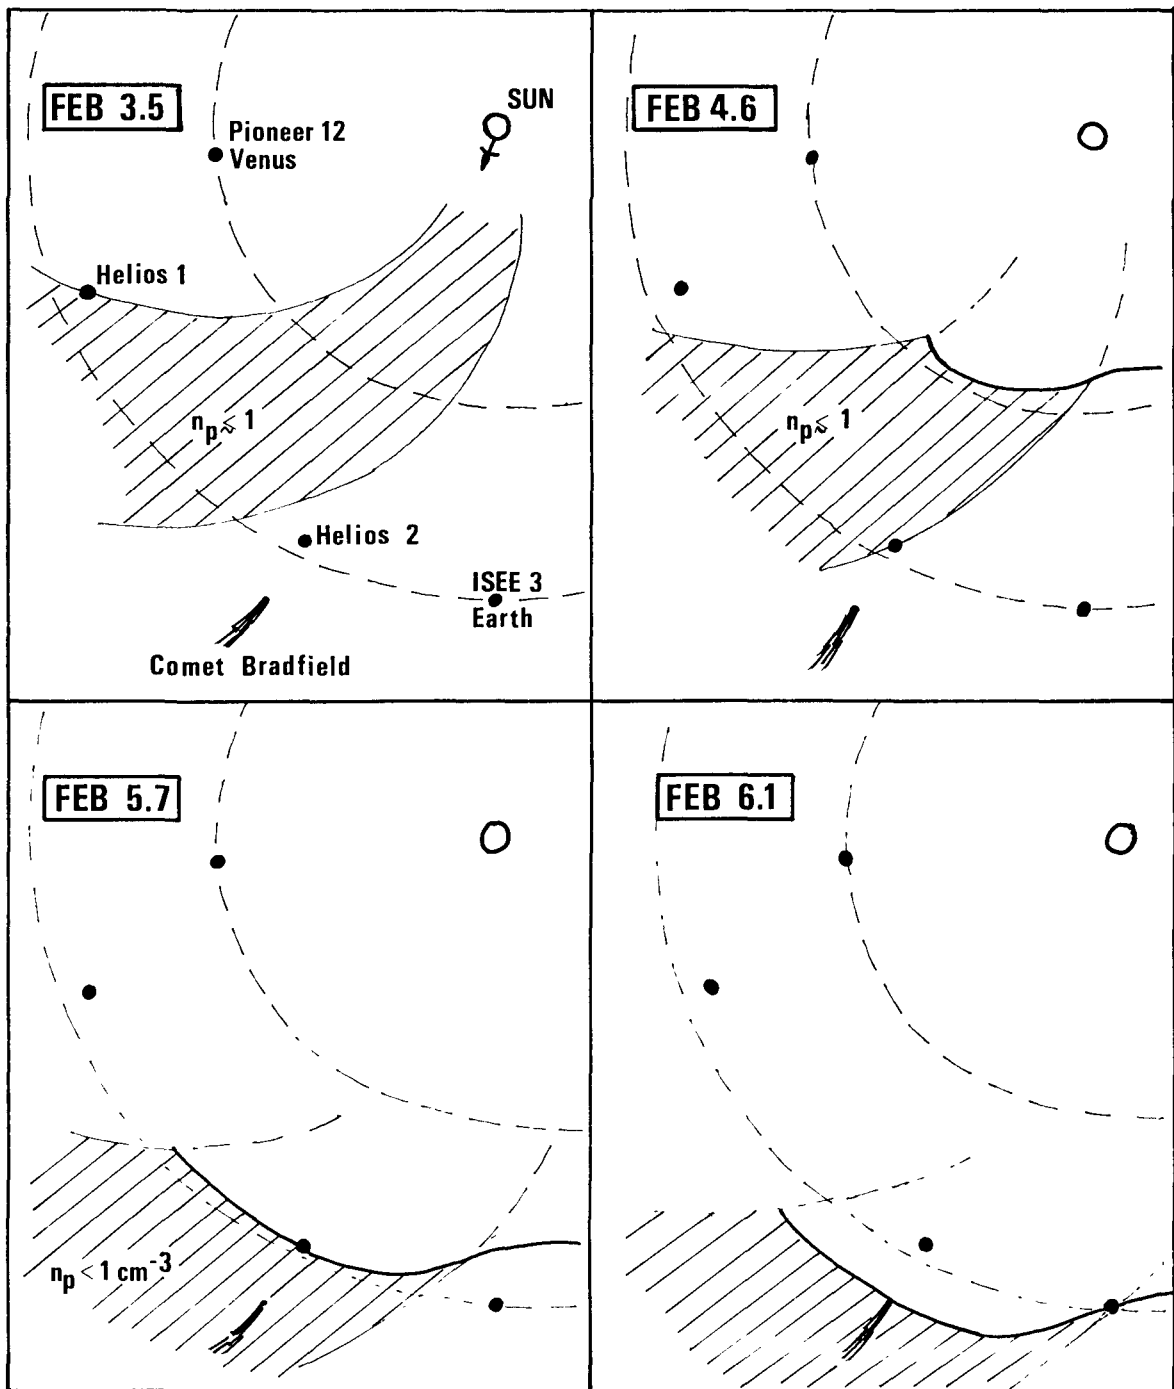 FEB 3.5
SUN
Pioneer 12
Venus
Helios 1
n_p ≲ 1
Helios 2
ISEE 3
Earth
Comet Bradfield
FEB 4.6
n_p ≲ 1
FEB 5.7
n_p < 1 cm^-3
FEB 6.1